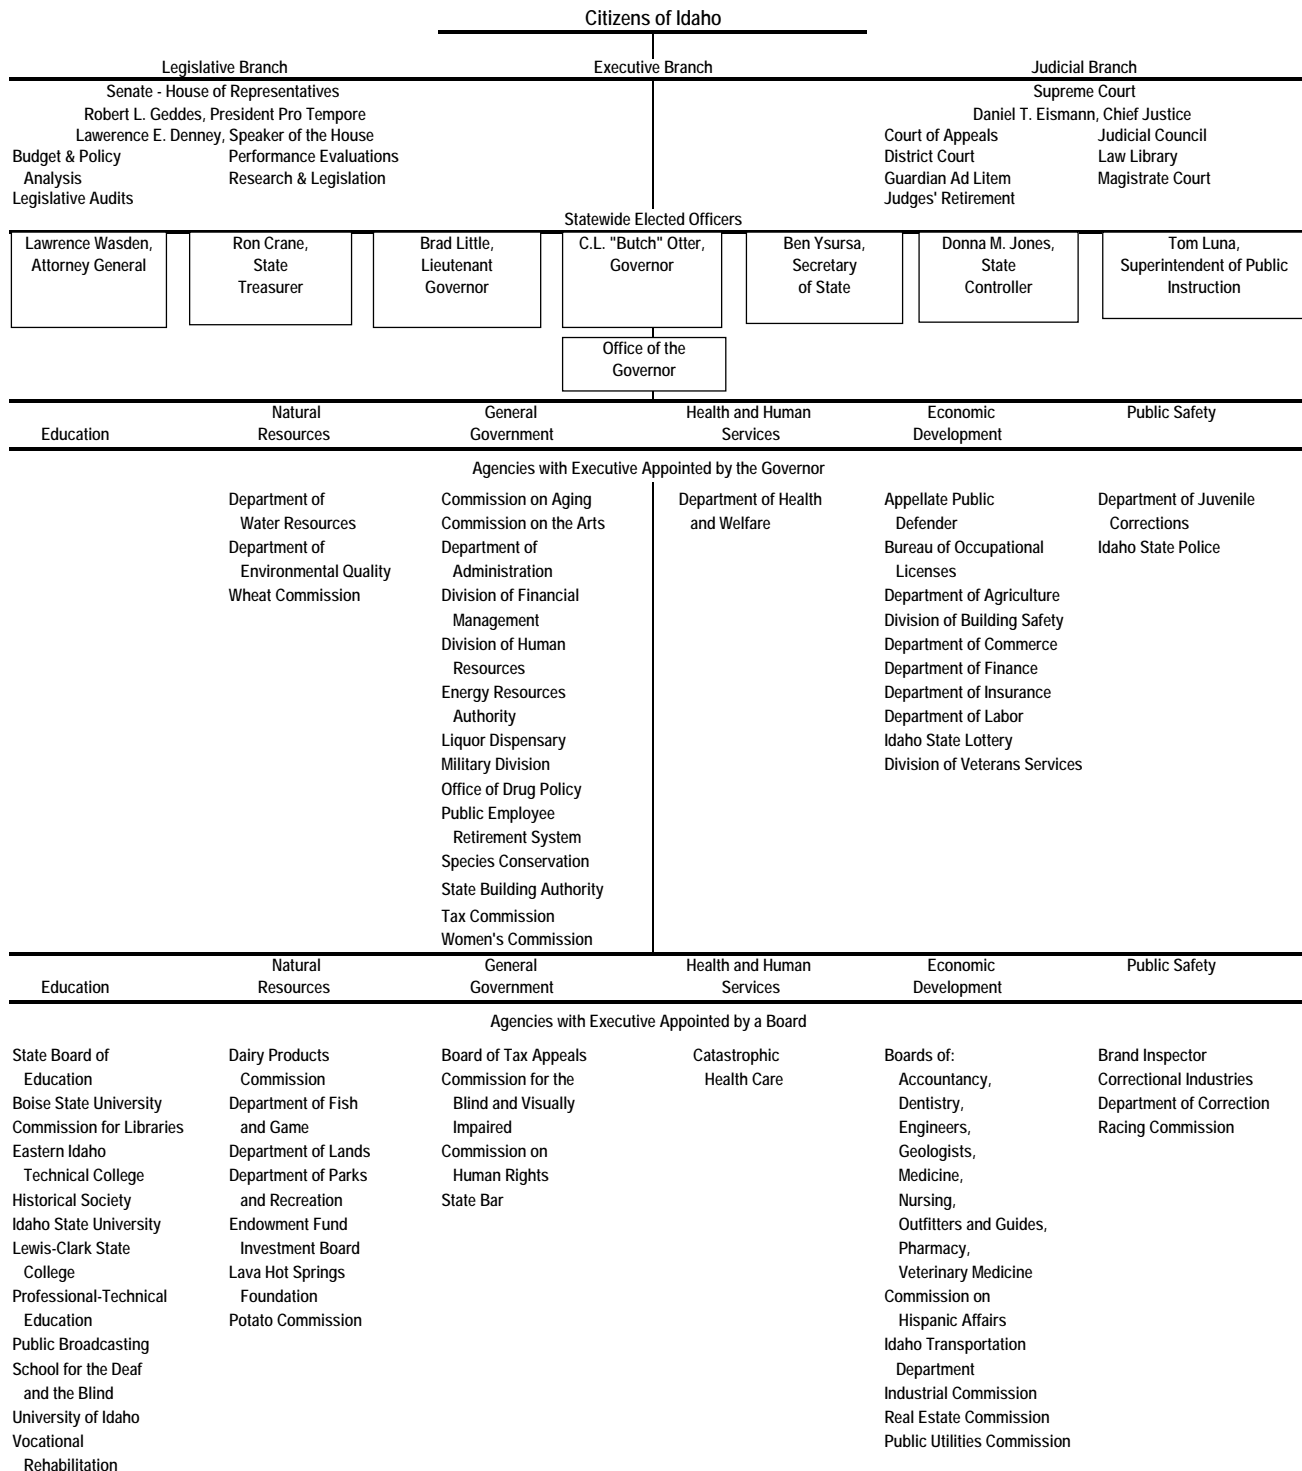 Citizens of Idaho
Legislative Branch
Executive Branch
Judicial Branch
Senate - House of Representatives
Robert L. Geddes, President Pro Tempore
Lawerence E. Denney, Speaker of the House
Budget & Policy
Analysis
Legislative Audits
Performance Evaluations
Research & Legislation
Supreme Court
Daniel T. Eismann, Chief Justice
Court of Appeals
District Court
Guardian Ad Litem
Judges' Retirement
Judicial Council
Law Library
Magistrate Court
Statewide Elected Officers
Lawrence Wasden,
Attorney General
Ron Crane,
State
Treasurer
Brad Little,
Lieutenant
Governor
C.L. "Butch" Otter,
Governor
Ben Ysursa,
Secretary
of State
Donna M. Jones,
State
Controller
Tom Luna,
Superintendent of Public
Instruction
Office of the
Governor
Education
Natural
Resources
General
Government
Health and Human
Services
Economic
Development
Public Safety
Agencies with Executive Appointed by the Governor
Department of
Water Resources
Department of
Environmental Quality
Wheat Commission
Commission on Aging
Commission on the Arts
Department of
Administration
Division of Financial
Management
Division of Human
Resources
Energy Resources
Authority
Liquor Dispensary
Military Division
Office of Drug Policy
Public Employee
Retirement System
Species Conservation
State Building Authority
Tax Commission
Women's Commission
Department of Health
and Welfare
Appellate Public
Defender
Bureau of Occupational
Licenses
Department of Agriculture
Division of Building Safety
Department of Commerce
Department of Finance
Department of Insurance
Department of Labor
Idaho State Lottery
Division of Veterans Services
Department of Juvenile
Corrections
Idaho State Police
Education
Natural
Resources
General
Government
Health and Human
Services
Economic
Development
Public Safety
Agencies with Executive Appointed by a Board
State Board of
Education
Boise State University
Commission for Libraries
Eastern Idaho
Technical College
Historical Society
Idaho State University
Lewis-Clark State
College
Professional-Technical
Education
Public Broadcasting
School for the Deaf
and the Blind
University of Idaho
Vocational
Rehabilitation
Dairy Products
Commission
Department of Fish
and Game
Department of Lands
Department of Parks
and Recreation
Endowment Fund
Investment Board
Lava Hot Springs
Foundation
Potato Commission
Board of Tax Appeals
Commission for the
Blind and Visually
Impaired
Commission on
Human Rights
State Bar
Catastrophic
Health Care
Boards of:
Accountancy,
Dentistry,
Engineers,
Geologists,
Medicine,
Nursing,
Outfitters and Guides,
Pharmacy,
Veterinary Medicine
Commission on
Hispanic Affairs
Idaho Transportation
Department
Industrial Commission
Real Estate Commission
Public Utilities Commission
Brand Inspector
Correctional Industries
Department of Correction
Racing Commission